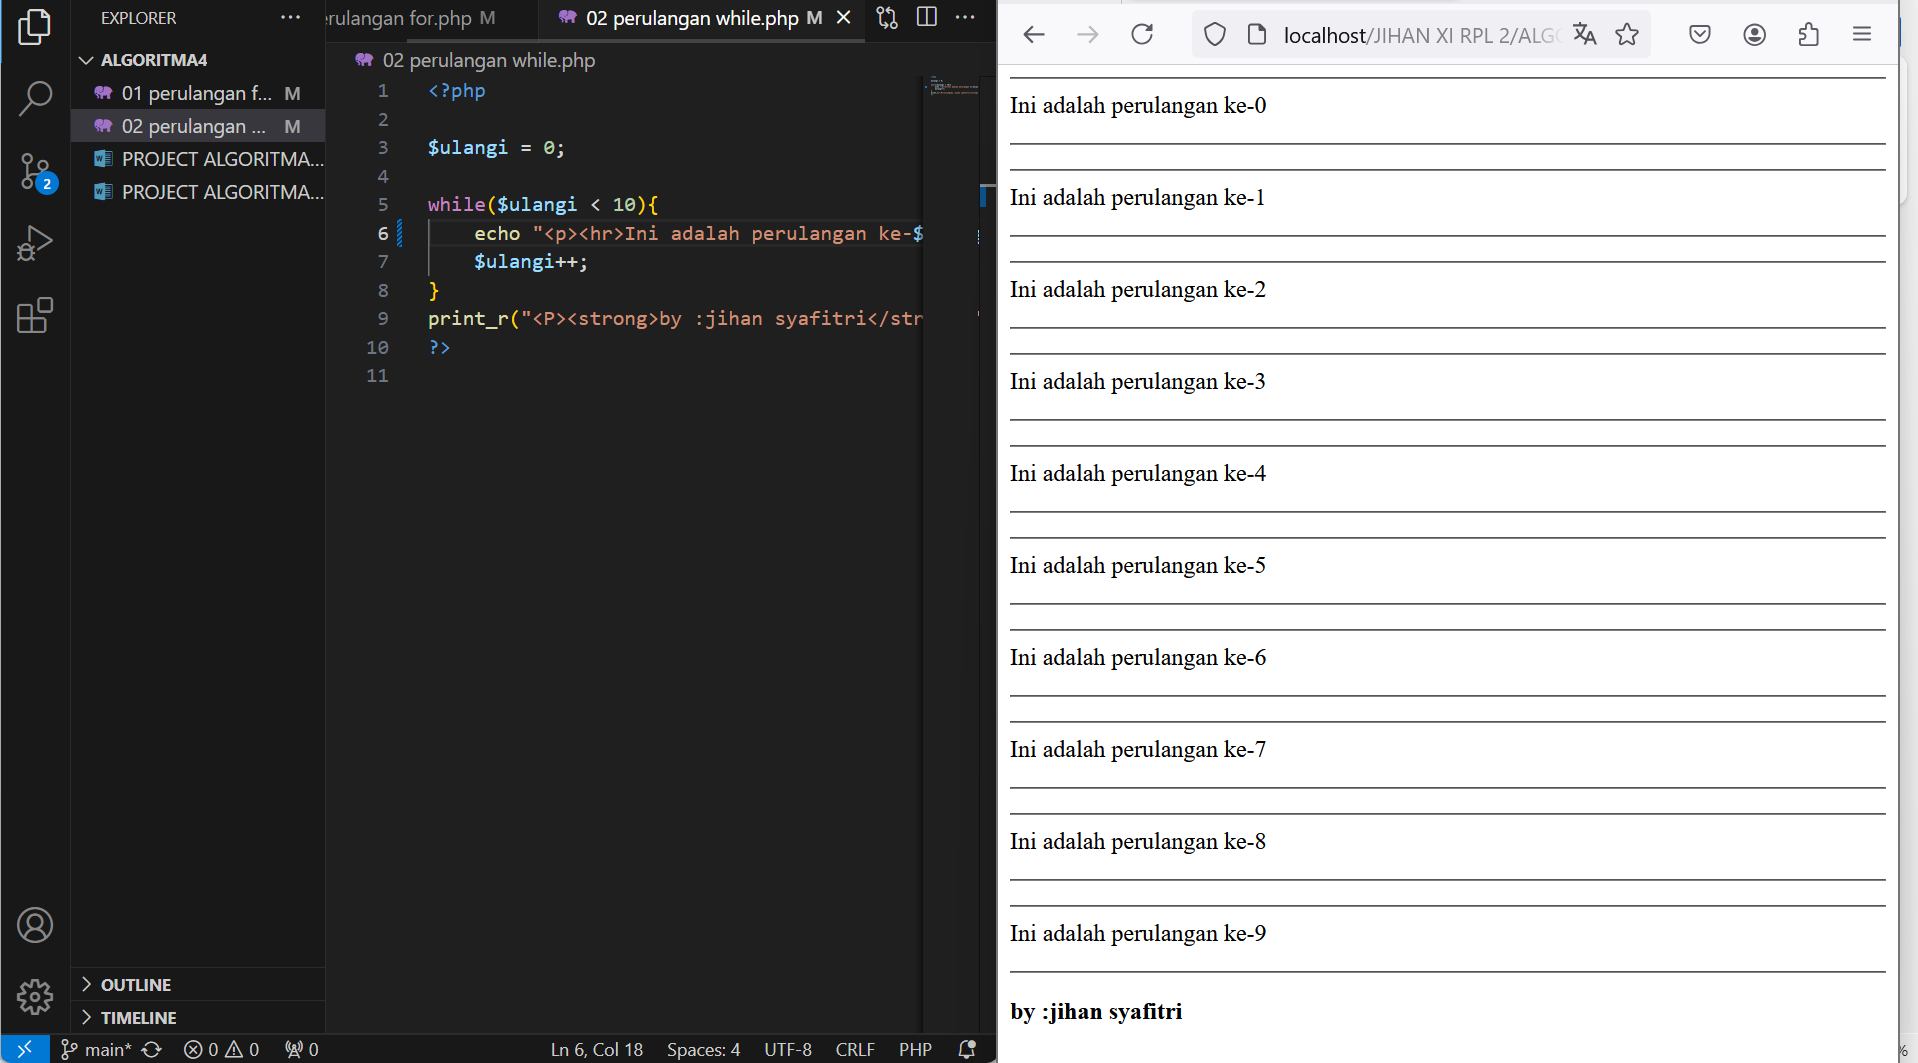 EXPLORER
ALGORITMA4
01 perulangan f... M
02 perulangan ... M
PROJECT ALGORITMA...
PROJECT ALGORITMA...
2
OUTLINE
TIMELINE
erulangan for.php M
02 perulangan while.php M
02 perulangan while.php
1 <?php
2
3 $ulangi = 0;
4
5 while($ulangi < 10){
6 echo "<p><hr>Ini adalah perulangan ke-$
7 $ulangi++;
8 }
9 print_r("<P><strong>by :jihan syafitri</str
10 ?>
11
main* 0 0 0
Ln 6, Col 18 Spaces: 4 UTF-8 CRLF PHP
localhost/JIHAN XI RPL 2/ALGO
Ini adalah perulangan ke-0
Ini adalah perulangan ke-1
Ini adalah perulangan ke-2
Ini adalah perulangan ke-3
Ini adalah perulangan ke-4
Ini adalah perulangan ke-5
Ini adalah perulangan ke-6
Ini adalah perulangan ke-7
Ini adalah perulangan ke-8
Ini adalah perulangan ke-9
by :jihan syafitri
%